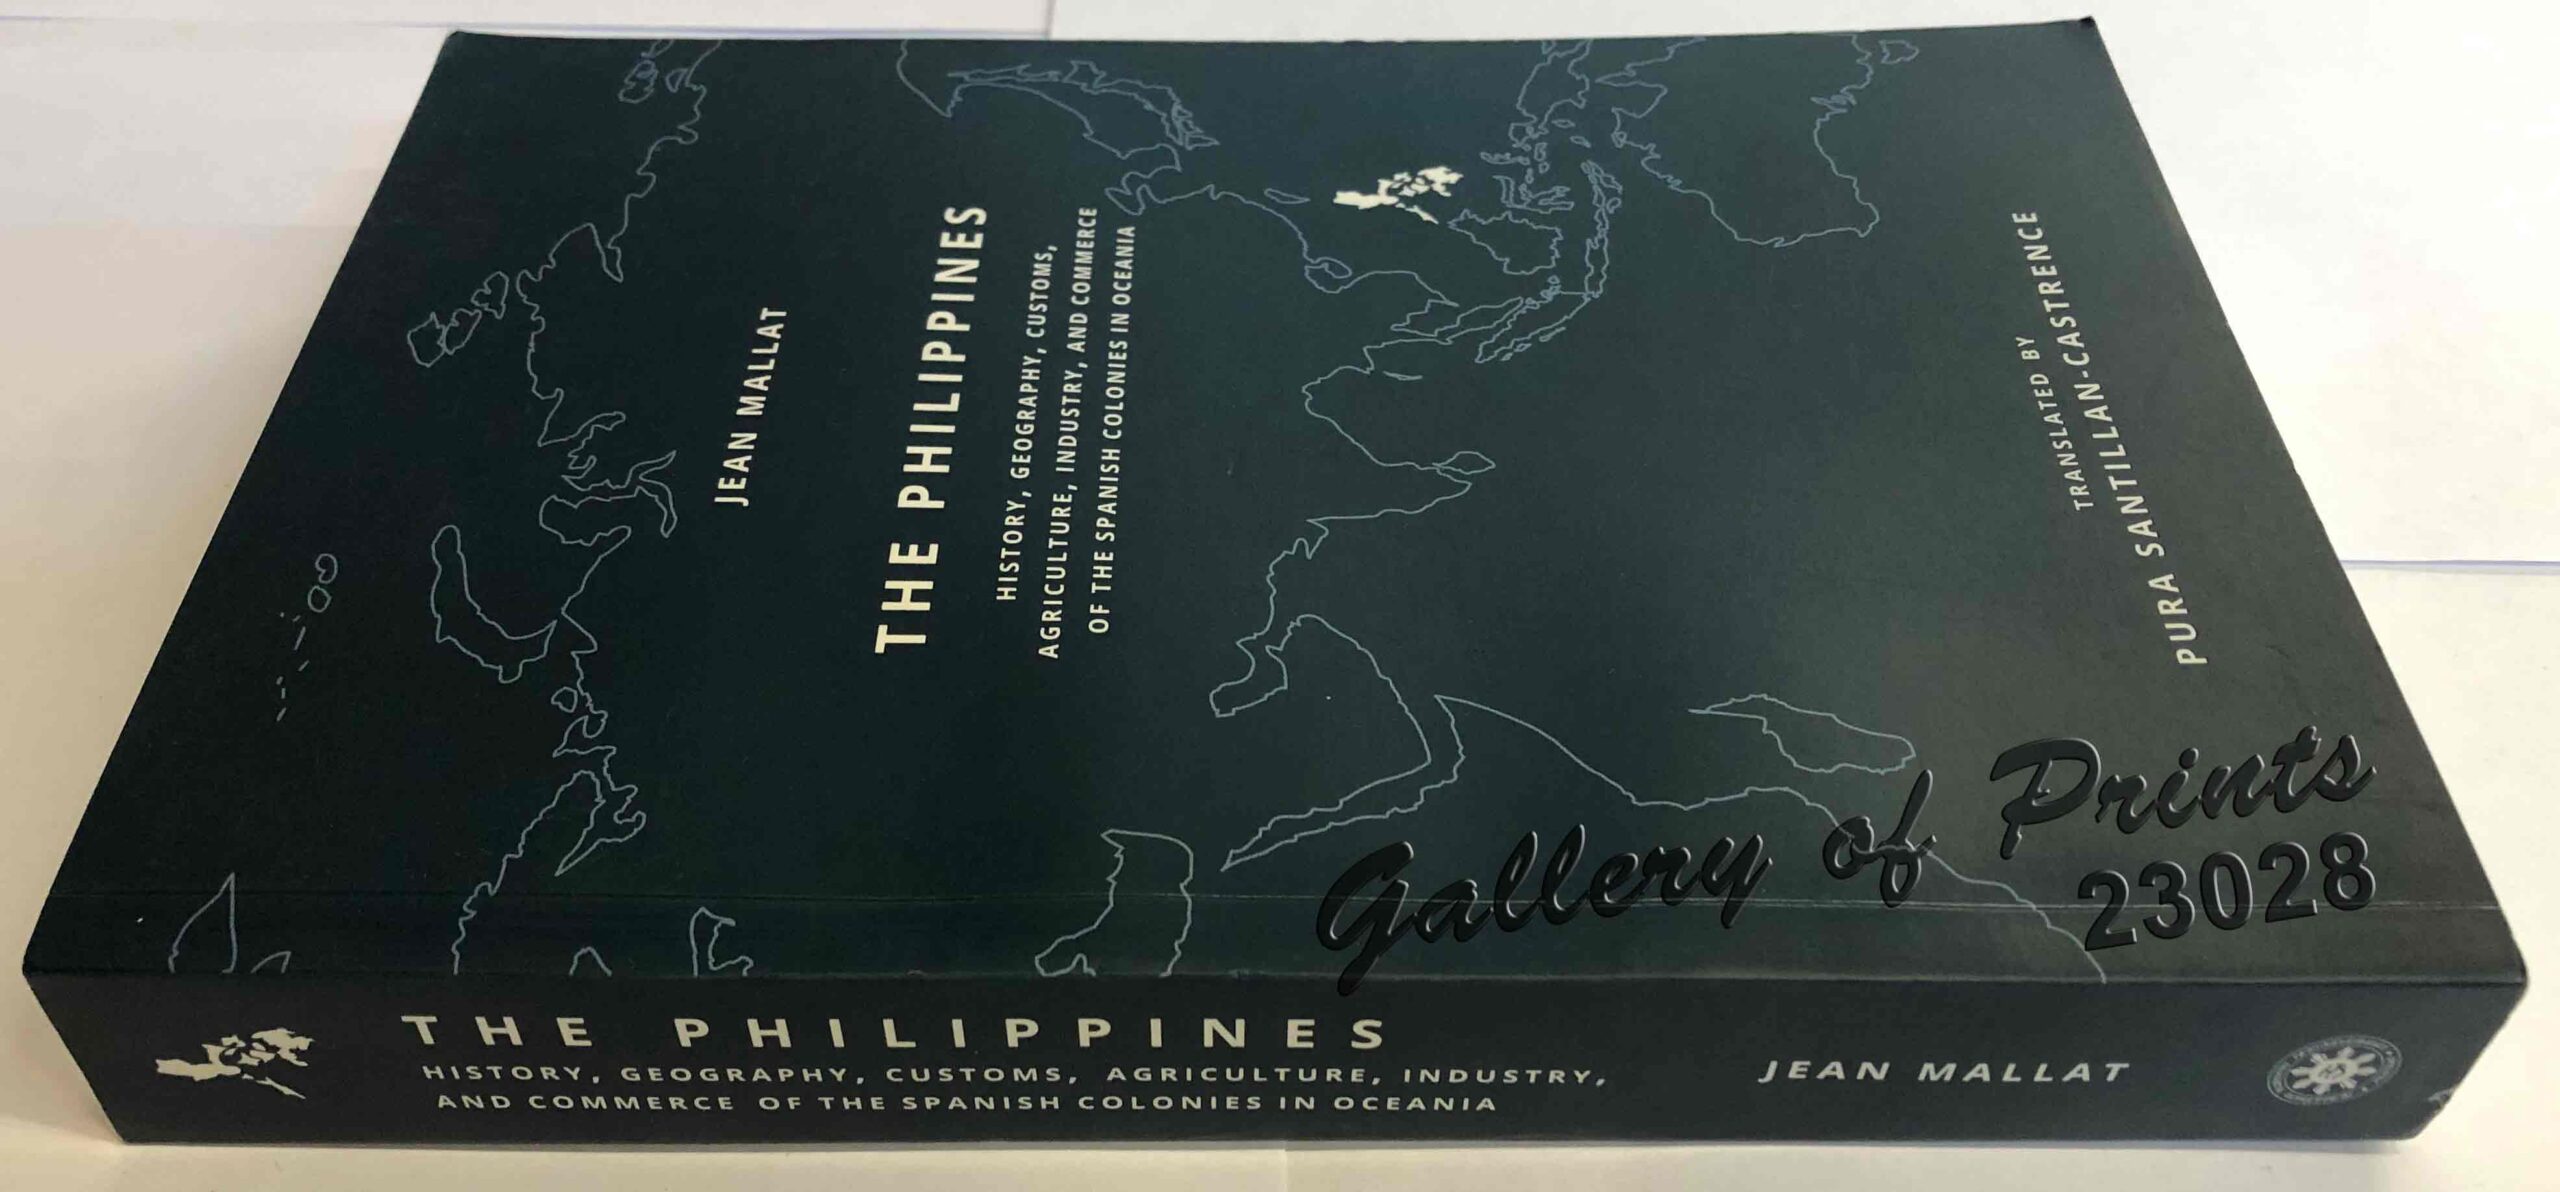 JEAN MALLAT
THE PHILIPPINES
HISTORY, GEOGRAPHY, CUSTOMS,
AGRICULTURE, INDUSTRY, AND COMMERCE
OF THE SPANISH COLONIES IN OCEANIA
TRANSLATED BY
PURA SANTILLAN-CASTRENCE
Gallery of Prints
23028
THE PHILIPPINES
HISTORY, GEOGRAPHY, CUSTOMS, AGRICULTURE, INDUSTRY,
AND COMMERCE OF THE SPANISH COLONIES IN OCEANIA
JEAN MALLAT